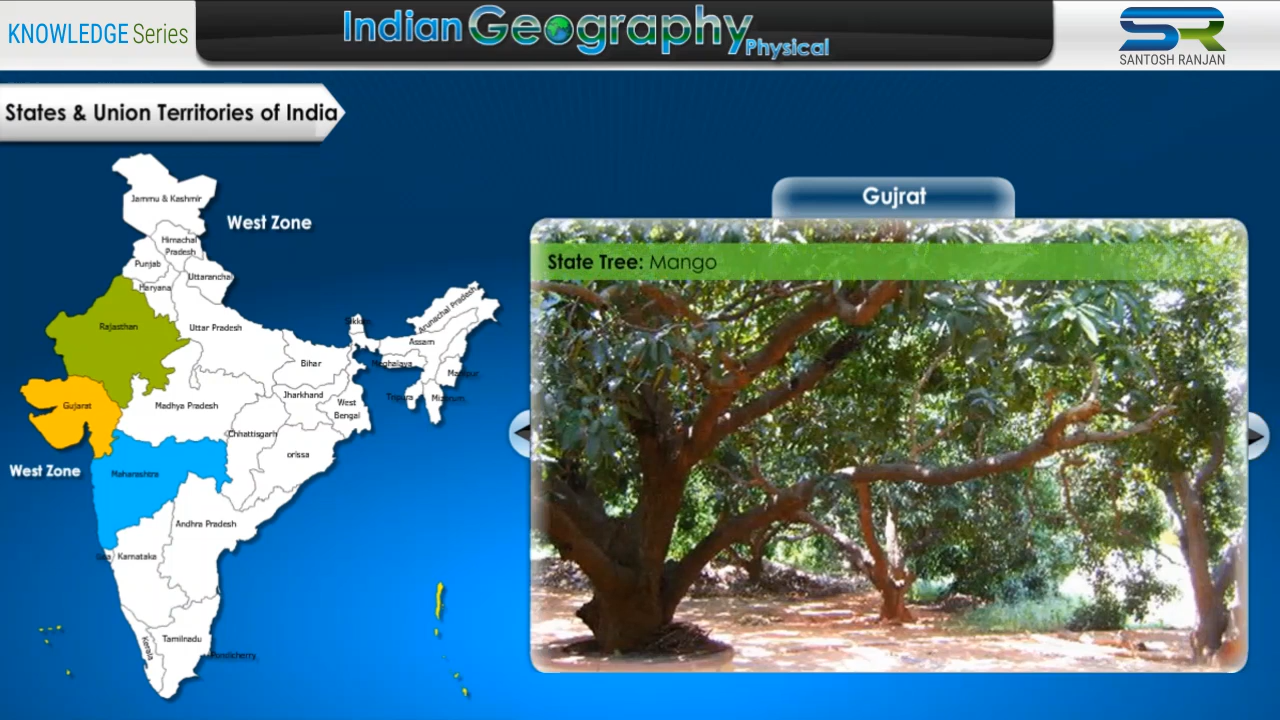 KNOWLEDGE Series
Indian Geography
Physical
SR
SANTOSH RANJAN
States & Union Territories of India
Jammu & Kashmir
West Zone
Himachal
Pradesh
Punjab
Uttaranchal
Haryana
Rajasthan
Uttar Pradesh
Sikkim
Arunachal Pradesh
Assam
Bihar
Meghalaya
Manipur
Gujarat
Madhya Pradesh
Jharkhand
West
Bengal
Tripura
Mizorum
Chhattisgarh
orissa
West Zone
Maharashtra
Andhra Pradesh
Goa
Karnataka
Tamilnadu
Kerala
Pondicherry
Gujrat
State Tree: Mango